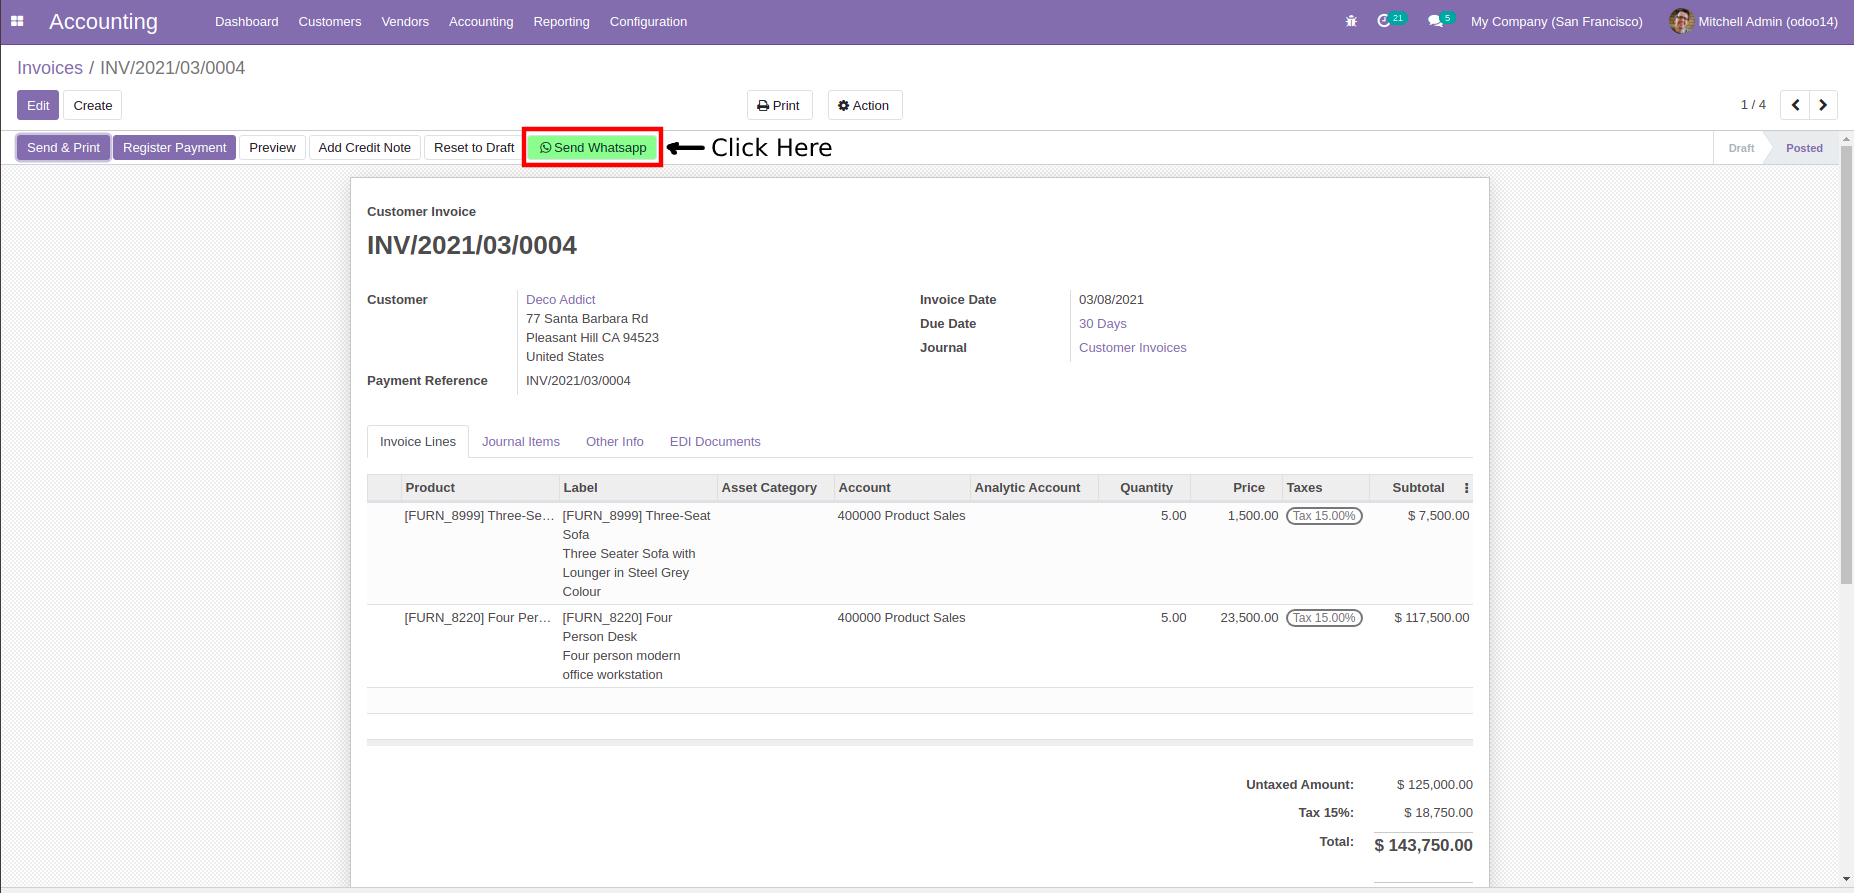 Accounting Dashboard Customers Vendors Accounting Reporting Configuration 21 5 My Company (San Francisco) Mitchell Admin (odoo14)
Invoices / INV/2021/03/0004
Edit Create Print Action 1 / 4
Send & Print Register Payment Preview Add Credit Note Reset to Draft Send Whatsapp Click Here Draft Posted
Customer Invoice
INV/2021/03/0004
Customer Deco Addict Invoice Date 03/08/2021
77 Santa Barbara Rd Due Date 30 Days
Pleasant Hill CA 94523 Journal Customer Invoices
United States
Payment Reference INV/2021/03/0004
Invoice Lines Journal Items Other Info EDI Documents
Product Label Asset Category Account Analytic Account Quantity Price Taxes Subtotal
[FURN_8999] Three-Se... [FURN_8999] Three-Seat 400000 Product Sales 5.00 1,500.00 Tax 15.00% $ 7,500.00
Sofa
Three Seater Sofa with
Lounger in Steel Grey
Colour
[FURN_8220] Four Per... [FURN_8220] Four 400000 Product Sales 5.00 23,500.00 Tax 15.00% $ 117,500.00
Person Desk
Four person modern
office workstation
Untaxed Amount: $ 125,000.00
Tax 15%: $ 18,750.00
Total: $ 143,750.00